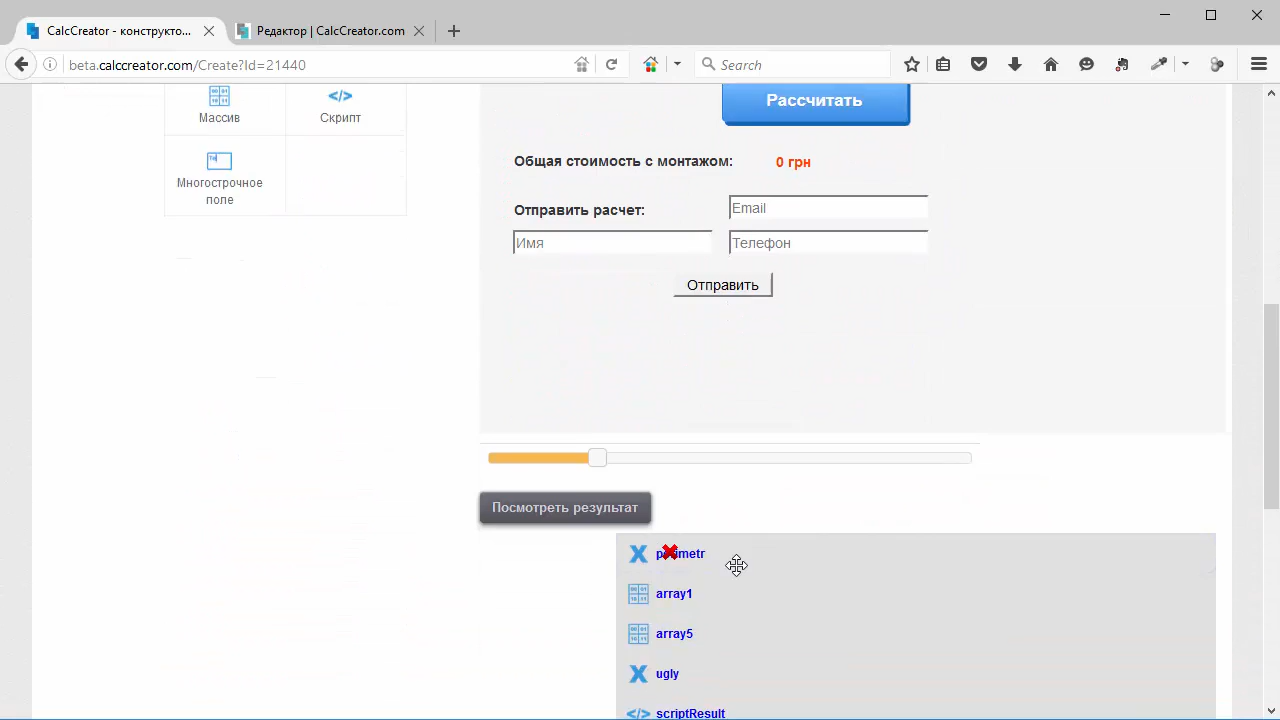 CalcCreator - конструкто...
Редактор | CalcCreator.com
beta.calccreator.com/Create?Id=21440
Search
Массив
Скрипт
Многострочное
поле
Рассчитать
Общая стоимость с монтажом:
0 грн
Отправить расчет:
Email
Имя
Телефон
Отправить
Посмотреть результат
array1
array5
ugly
scriptResult